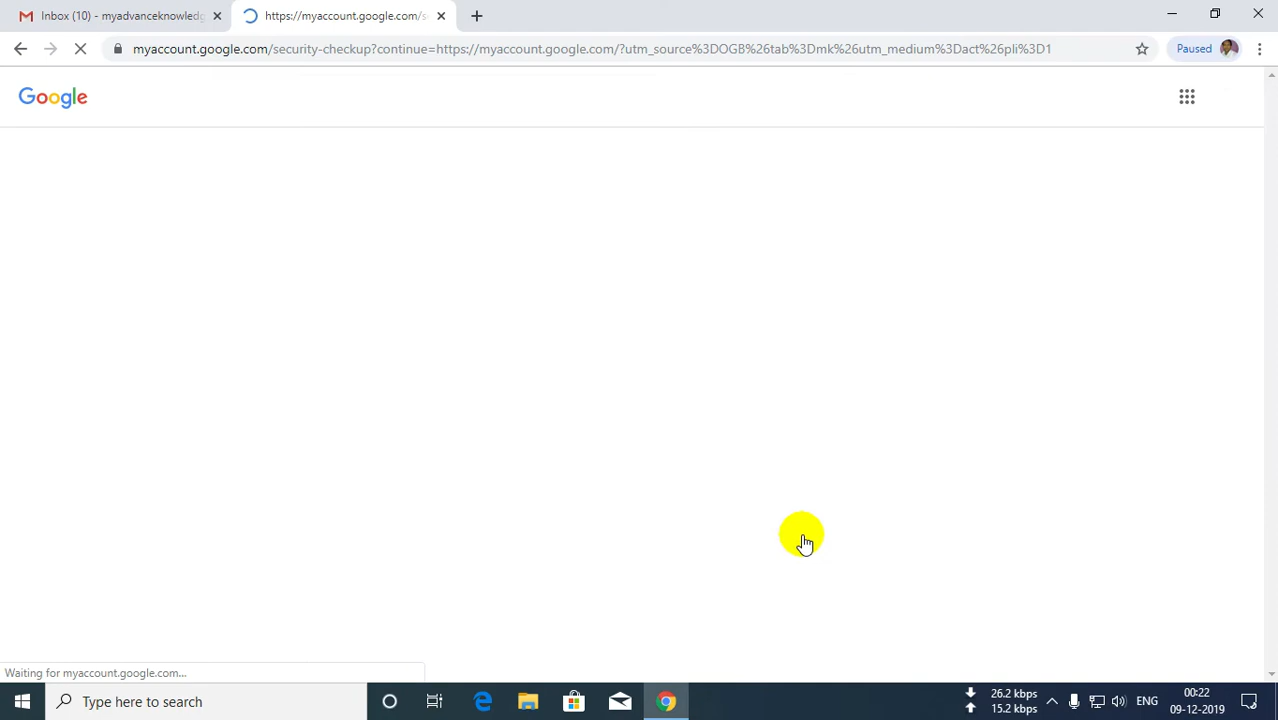 Inbox (10) - myadvanceknowledg
https://myaccount.google.com/s
myaccount.google.com/security-checkup?continue=https://myaccount.google.com/?utm_source%3DOGB%26tab%3Dmk%26utm_medium%3Dact%26pli%3D1
Paused
Google
Waiting for myaccount.google.com...
Type here to search
26.2 kbps
15.2 kbps
ENG
00:22
09-12-2019